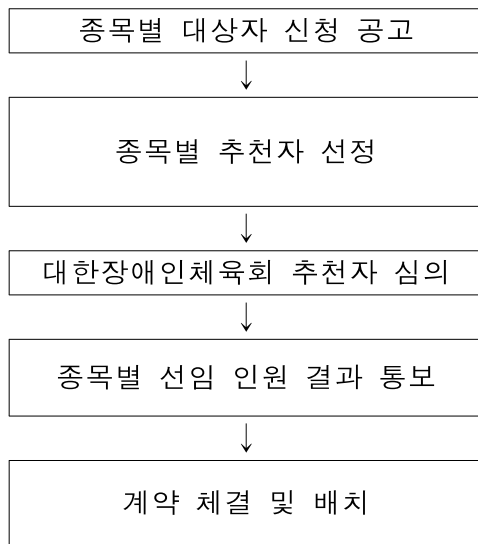 종목별 대상자 신청 공고
종목별 추천자 선정
대한장애인체육회 추천자 심의
종목별 선임 인원 결과 통보
계약 체결 및 배치